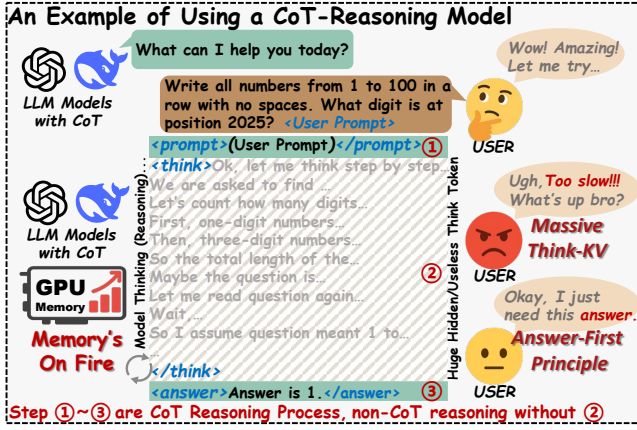 An Example of Using a CoT-Reasoning Model
What can I help you today?
LLM Models
with CoT
Wow! Amazing!
Let me try...
Write all numbers from 1 to 100 in a
row with no spaces. What digit is at
position 2025? <User Prompt>
USER
<prompt>(User Prompt)</prompt> ①
<think>Ok, let me think step by step...
We are asked to find ...
Let's count how many digits...
First, one-digit numbers...
Then, three-digit numbers...
So the total length of the...
Maybe the question is...
Let me read question again...
Wait,...
So I assume question meant 1 to...
...
</think>
<answer>Answer is 1.</answer> ③
Model Thinking (Reasoning)...
②
Huge Hidden/Useless Think Token
LLM Models
with CoT
GPU
Memory
Memory's
On Fire
Ugh, Too slow!!!
What's up bro?
Massive
Think-KV
USER
Okay, I just
need this answer.
Answer-First
Principle
USER
Step ①~③ are CoT Reasoning Process, non-CoT reasoning without ②